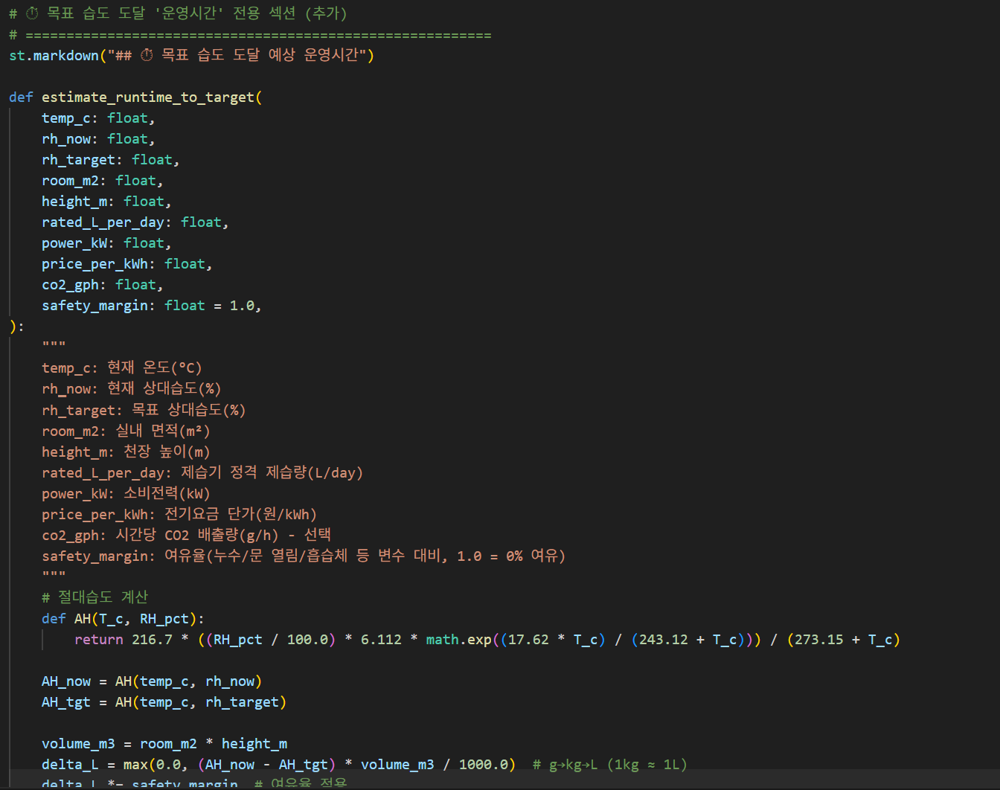 # ⏱ 목표 습도 도달 '운영시간' 전용 섹션 (추가)
# =========================================================
st.markdown("## ⏱ 목표 습도 도달 예상 운영시간")
def estimate_runtime_to_target(
temp_c: float,
rh_now: float,
rh_target: float,
room_m2: float,
height_m: float,
rated_L_per_day: float,
power_kW: float,
price_per_kWh: float,
co2_gph: float,
safety_margin: float = 1.0,
):
"""
temp_c: 현재 온도(°C)
rh_now: 현재 상대습도(%)
rh_target: 목표 상대습도(%)
room_m2: 실내 면적(m²)
height_m: 천장 높이(m)
rated_L_per_day: 제습기 정격 제습량(L/day)
power_kW: 소비전력(kW)
price_per_kWh: 전기요금 단가(원/kWh)
co2_gph: 시간당 CO2 배출량(g/h) - 선택
safety_margin: 여유율(누수/문 열림/흡습체 등 변수 대비, 1.0 = 0% 여유)
"""
# 절대습도 계산
def AH(T_c, RH_pct):
return 216.7 * ((RH_pct / 100.0) * 6.112 * math.exp((17.62 * T_c) / (243.12 + T_c))) / (273.15 + T_c)
AH_now = AH(temp_c, rh_now)
AH_tgt = AH(temp_c, rh_target)
volume_m3 = room_m2 * height_m
delta_L = max(0.0, (AH_now - AH_tgt) * volume_m3 / 1000.0)  # g→kg→L (1kg ≈ 1L)
delta_L *= safety_margin  # 여유율 적용